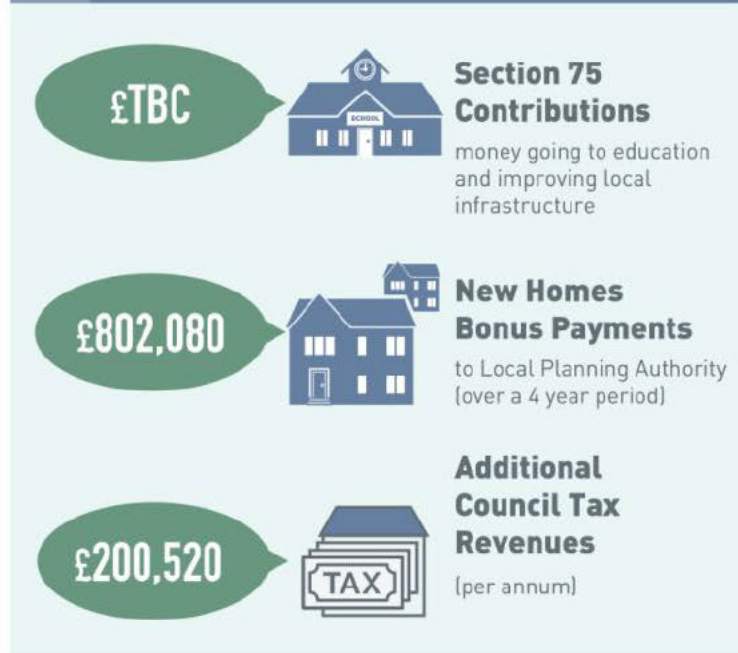 £TBC
SCHOOL
Section 75
Contributions
money going to education
and improving local
infrastructure
£802,080
New Homes
Bonus Payments
to Local Planning Authority
(over a 4 year period)
£200,520
TAX
Additional
Council Tax
Revenues
(per annum)